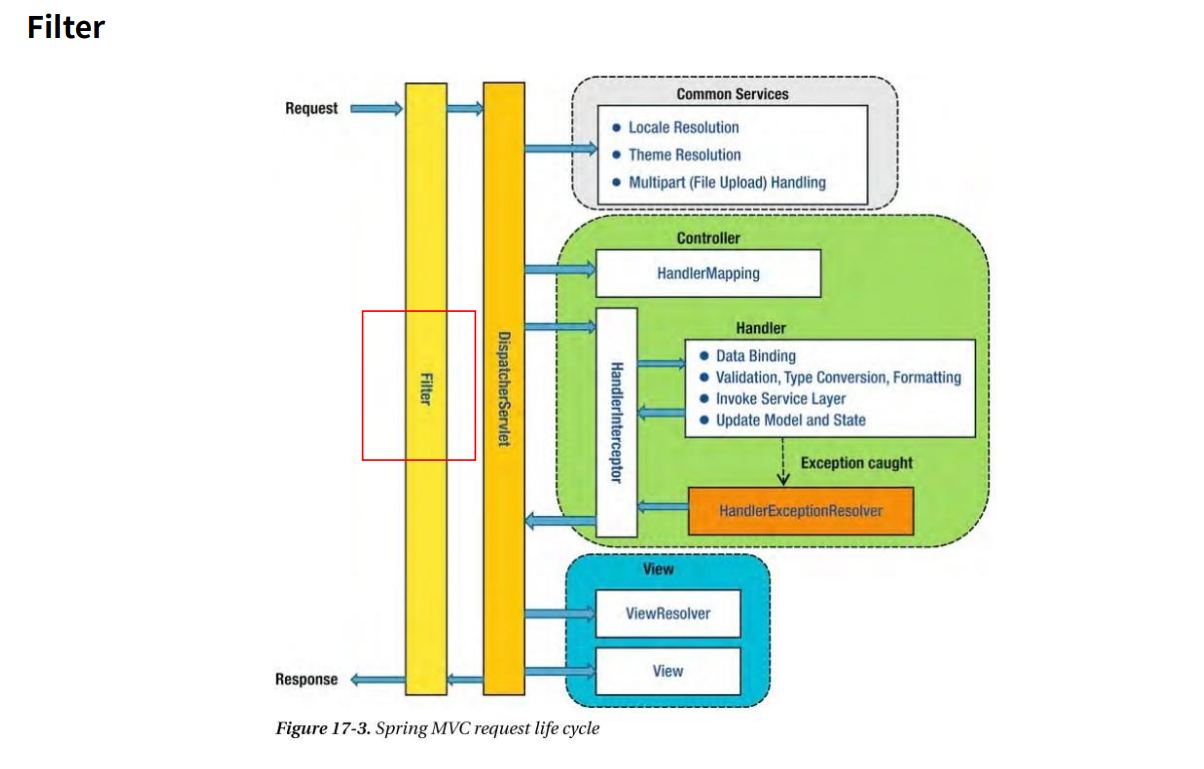 Filter
Request
Common Services
● Locale Resolution
● Theme Resolution
● Multipart (File Upload) Handling
Controller
HandlerMapping
Filter
DispatcherServlet
HandlerInterceptor
Handler
● Data Binding
● Validation, Type Conversion, Formatting
● Invoke Service Layer
● Update Model and State
Exception caught
HandlerExceptionResolver
View
ViewResolver
View
Response
Figure 17-3. Spring MVC request life cycle